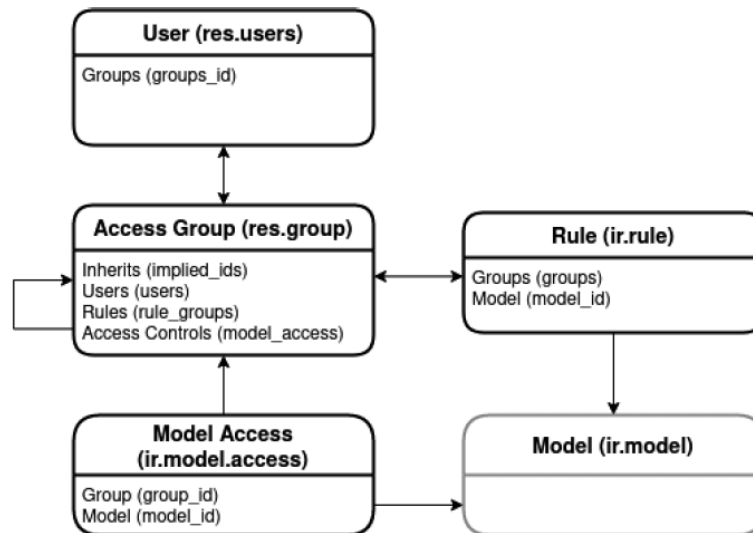 User (res.users)
Groups (groups_id)
Access Group (res.group)
Inherits (implied_ids)
Users (users)
Rules (rule_groups)
Access Controls (model_access)
Rule (ir.rule)
Groups (groups)
Model (model_id)
Model Access
(ir.model.access)
Group (group_id)
Model (model_id)
Model (ir.model)